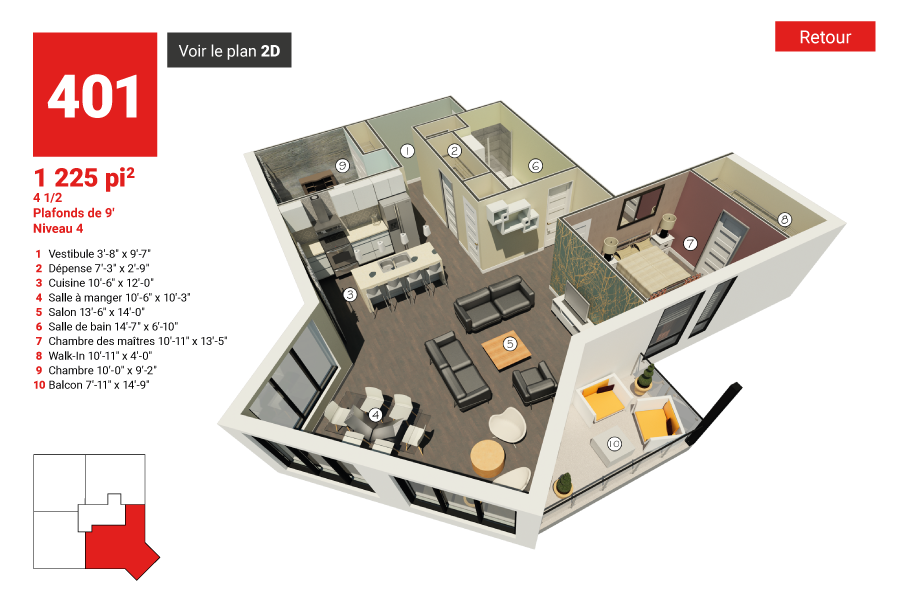 401
Voir le plan 2D
Retour
1 225 pi²
4 1/2
Plafonds de 9'
Niveau 4
1 Vestibule 3'-8" x 9'-7"
2 Dépense 7'-3" x 2'-9"
3 Cuisine 10'-6" x 12'-0"
4 Salle à manger 10'-6" x 10'-3"
5 Salon 13'-6" x 14'-0"
6 Salle de bain 14'-7" x 6'-10"
7 Chambre des maîtres 10'-11" x 13'-5"
8 Walk-In 10'-11" x 4'-0"
9 Chambre 10'-0" x 9'-2"
10 Balcon 7'-11" x 14'-9"
1
2
9
6
8
7
3
5
4
10